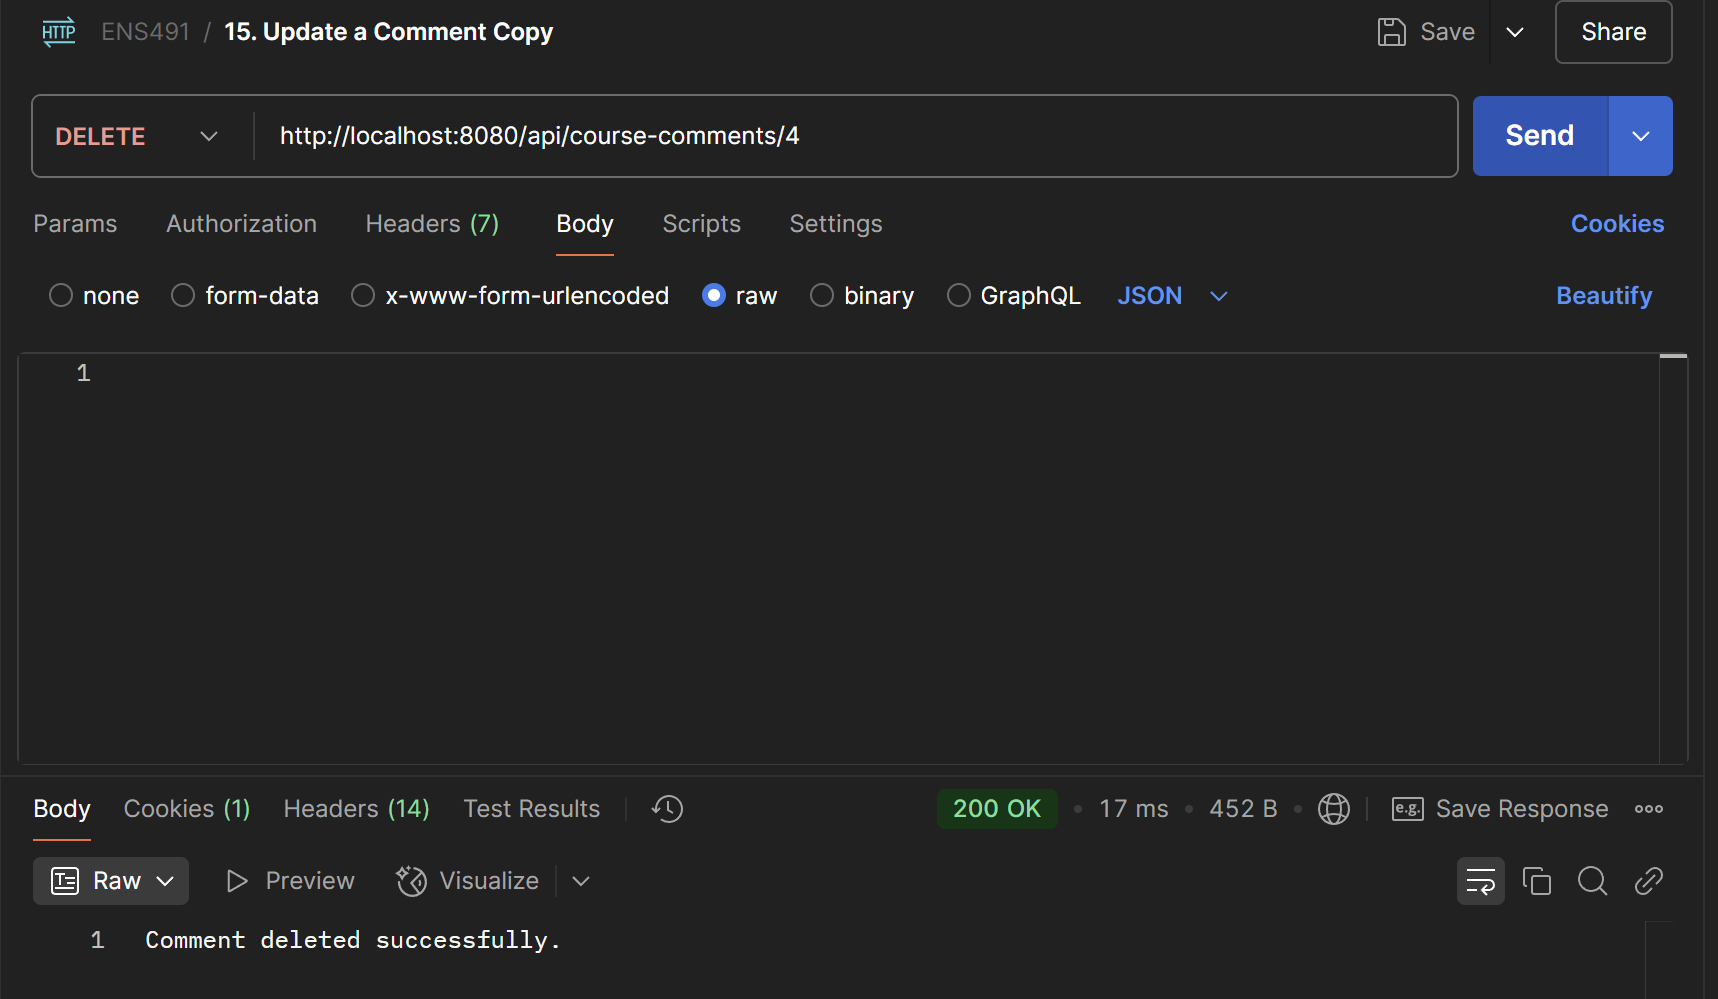 HTTP ENS491 / 15. Update a Comment Copy Save Share
DELETE http://localhost:8080/api/course-comments/4 Send
Params Authorization Headers (7) Body Scripts Settings Cookies
none form-data x-www-form-urlencoded raw binary GraphQL JSON Beautify
1
Body Cookies (1) Headers (14) Test Results 200 OK • 17 ms • 452 B • e.g. Save Response
Raw Preview Visualize
1 Comment deleted successfully.